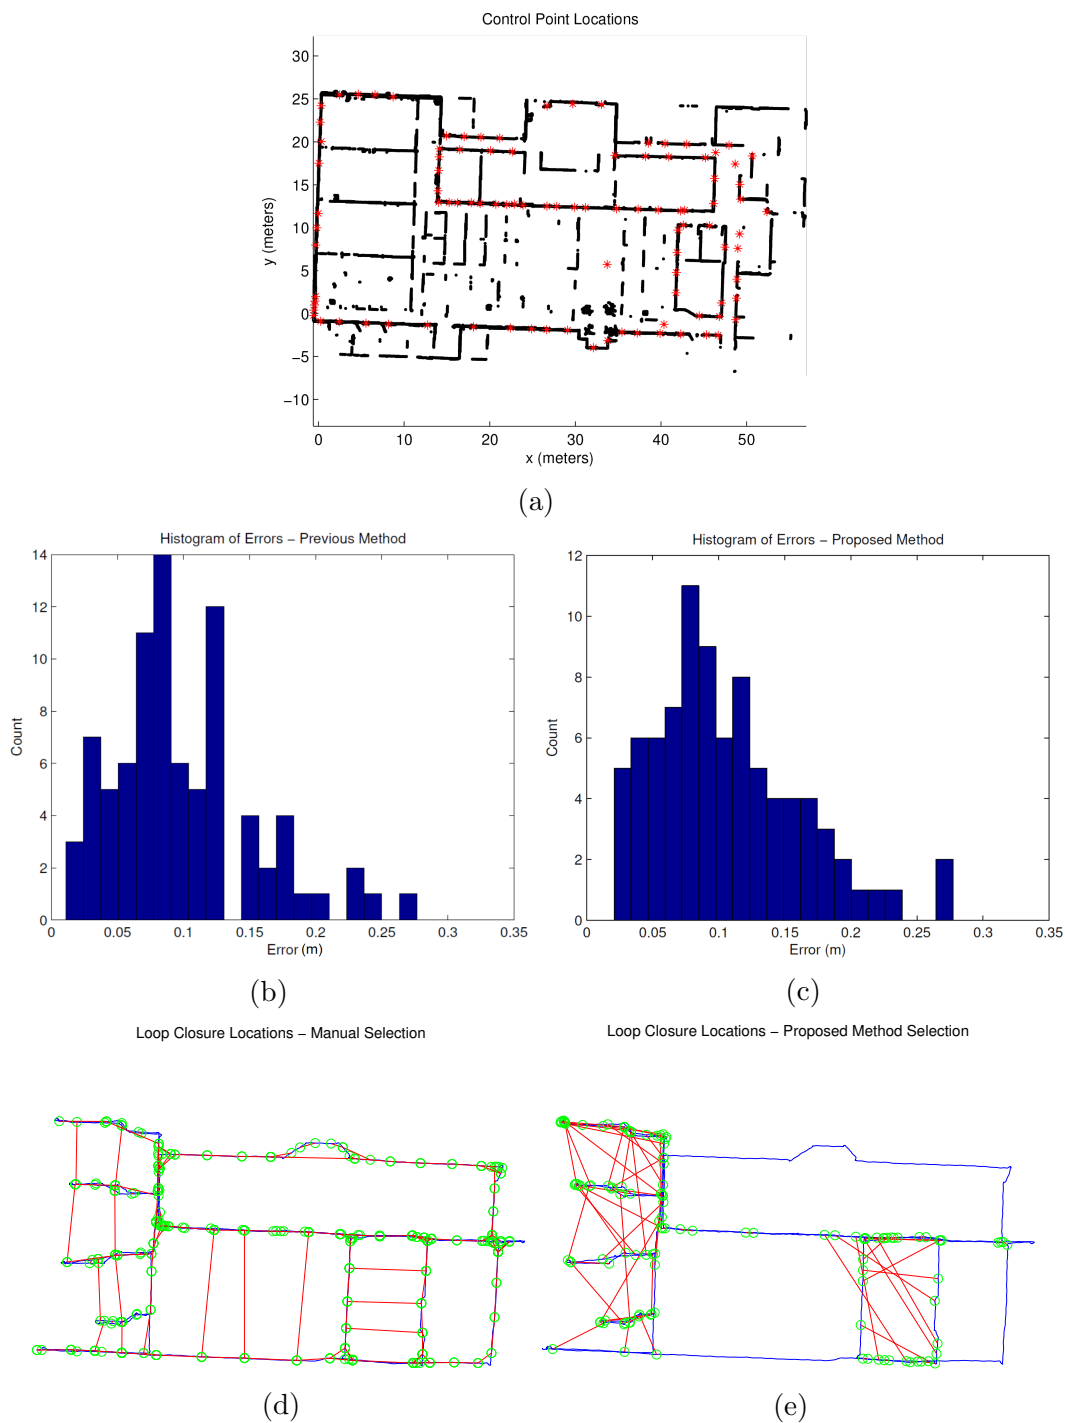 Control Point Locations
30
25
20
15
10
5
0
−5
−10
y (meters)
0 10 20 30 40 50
x (meters)
(a)
Histogram of Errors − Previous Method
14
12
10
8
6
4
2
0
Count
0 0.05 0.1 0.15 0.2 0.25 0.3 0.35
Error (m)
(b)
Histogram of Errors − Proposed Method
12
10
8
6
4
2
0
Count
0 0.05 0.1 0.15 0.2 0.25 0.3 0.35
Error (m)
(c)
Loop Closure Locations − Manual Selection
(d)
Loop Closure Locations − Proposed Method Selection
(e)